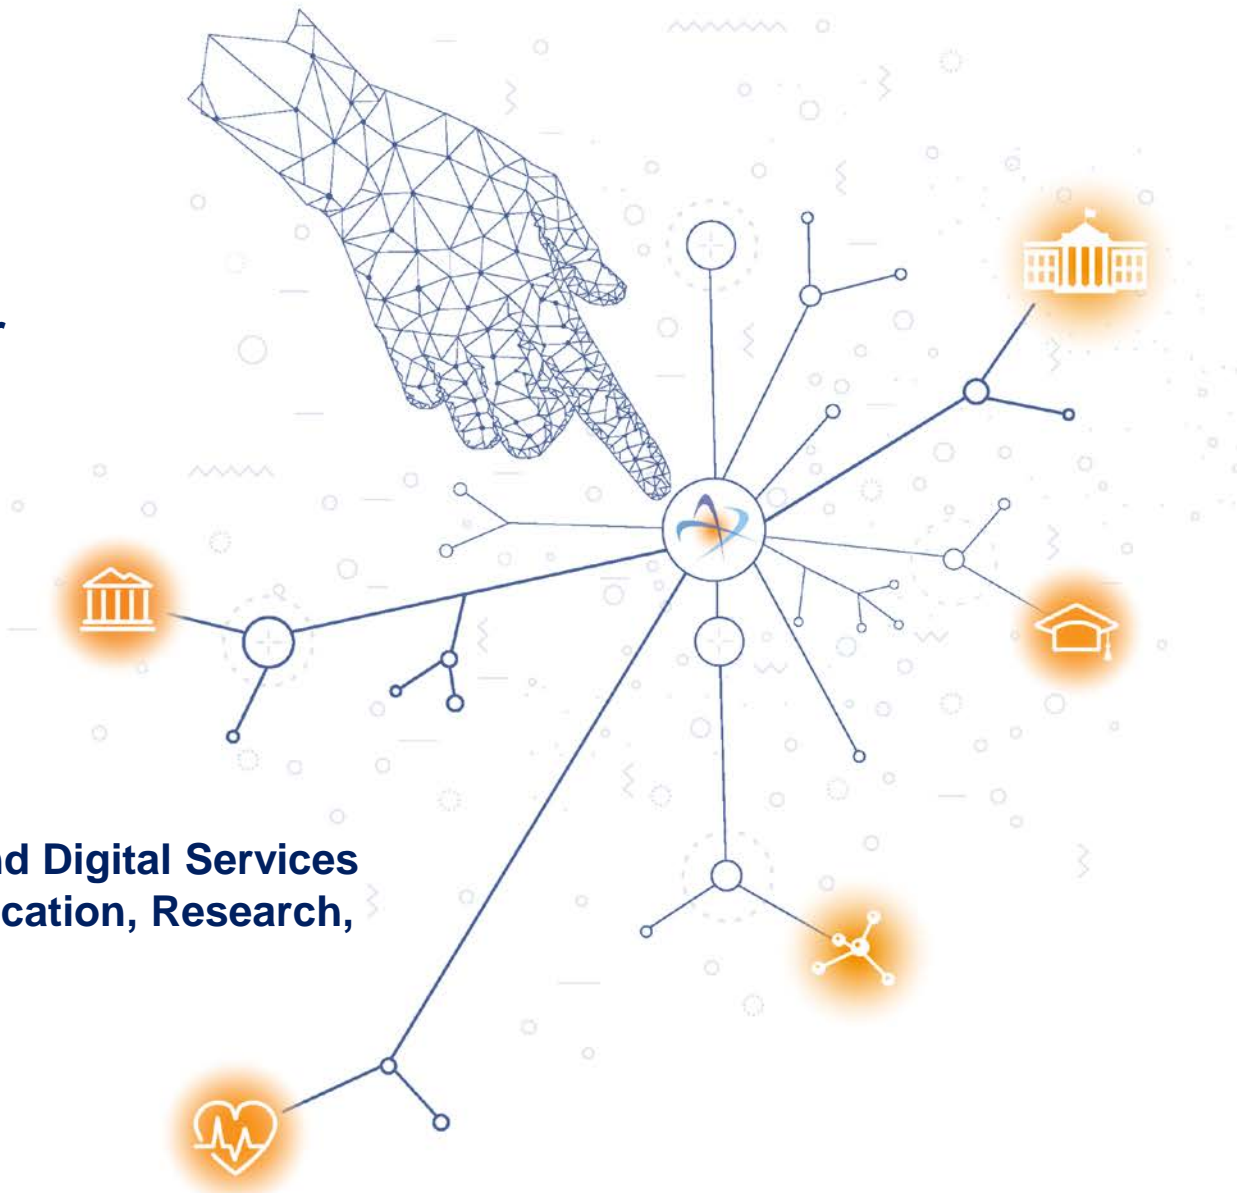 nd Digital Services
cation, Research,